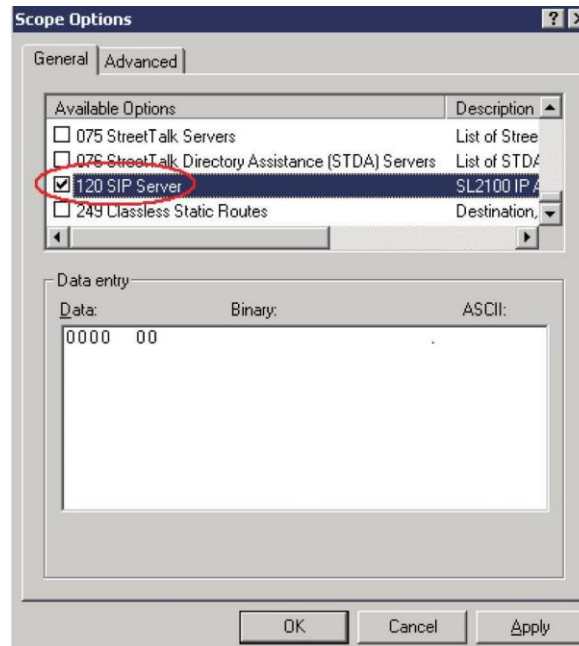 Scope Options
General Advanced
Available Options Description
075 StreetTalk Servers List of Stree
076 StreetTalk Directory Assistance (STDA) Servers List of STDA
120 SIP Server SL2100 IP A
249 Classless Static Routes Destination,
Data entry
Data: Binary: ASCII:
0000 00 .
OK Cancel Apply